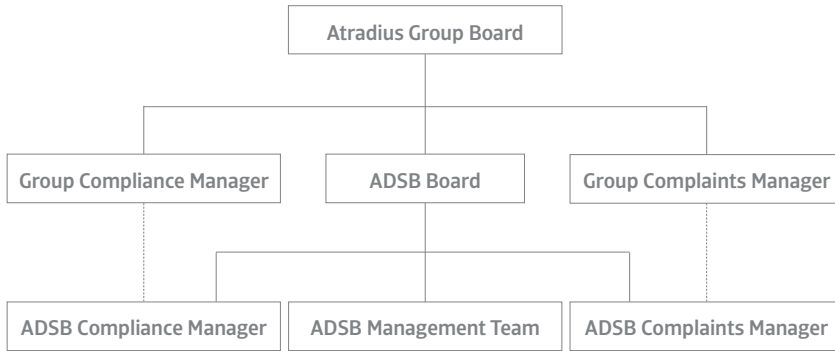 Atradius Group Board
Group Compliance Manager
ADSB Board
Group Complaints Manager
ADSB Compliance Manager
ADSB Management Team
ADSB Complaints Manager